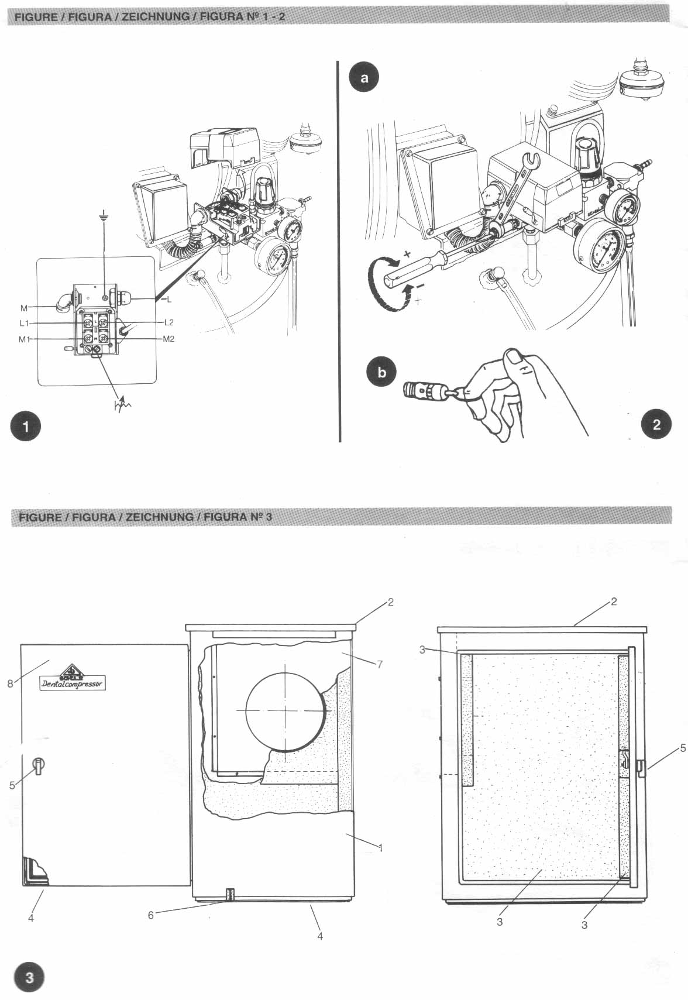 FIGURE / FIGURA / ZEICHNUNG / FIGURA Nº 1 - 2
a
M
L1
M1
L
L2
M2
+
-
+
b
1
2
FIGURE / FIGURA / ZEICHNUNG / FIGURA Nº 3
2
2
3
7
8
SCHULZ
Dentalcompressor
5
5
1
4
6
4
3
3
3